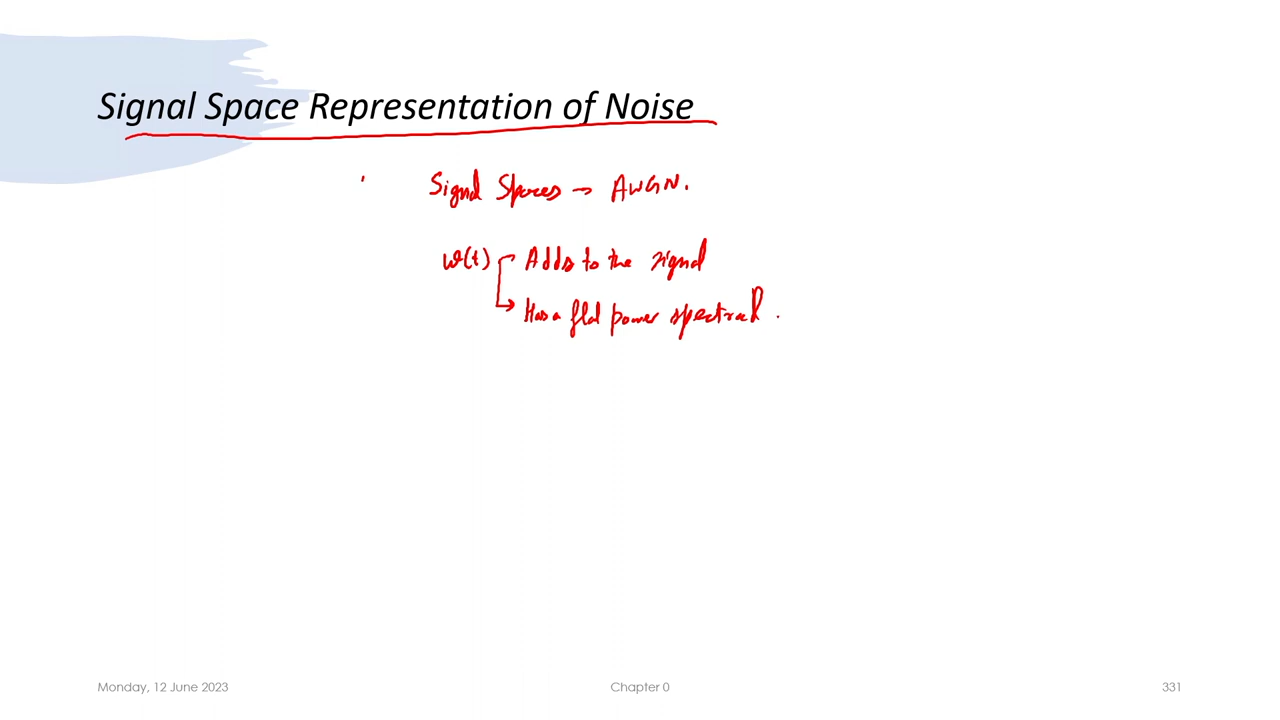 Signal Space Representation of Noise
Signal Spaces → AWGN.
w(t) Adds to the signal
Has a flat power spectral.
Monday, 12 June 2023
Chapter 0
331